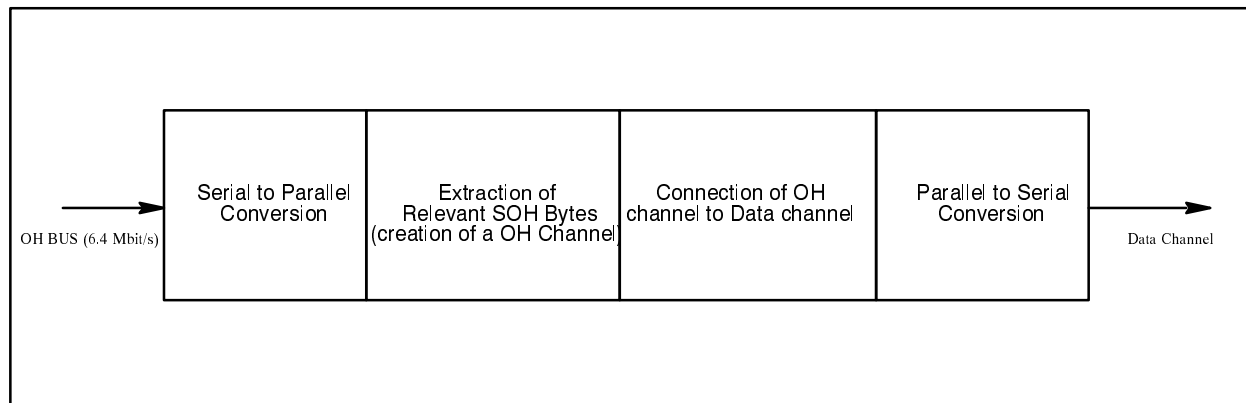 OH BUS (6.4 Mbit/s)
Serial to Parallel
Conversion
Extraction of
Relevant SOH Bytes
(creation of a OH Channel)
Connection of OH
channel to Data channel
Parallel to Serial
Conversion
Data Channel